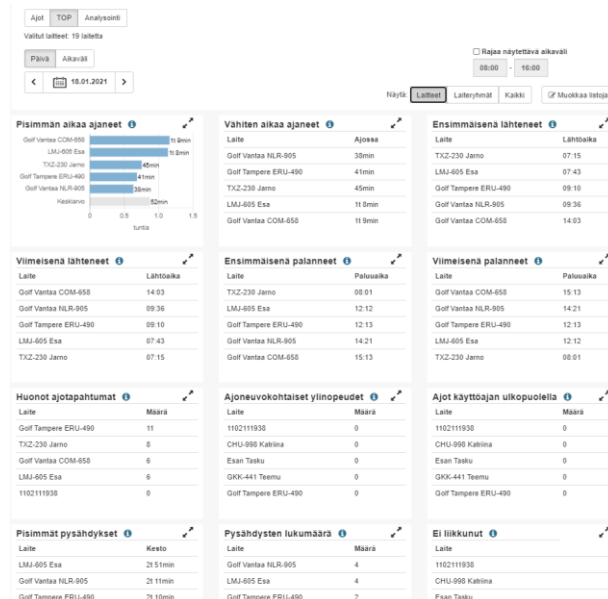 Ajot TOP Analysointi
Valitut laitteet: 19 laitetta
Päivä Aikaväli
Rajaa näytettävä aikaväli
08:00 - 16:00
18.01.2021
Näytä: Laitteet Laiteryhmät Kaikki Muokkaa listoja
Pisimmän aikaa ajaneet
Golf Vantaa COM-658 1t 9min
LMJ-605 Esa 1t 8min
TXZ-230 Jarno 45min
Golf Tampere ERU-490 41min
Golf Vantaa NLR-905 38min
Keskiarvo 52min
0 0.5 1.0 1.5
tuntia
Vähiten aikaa ajaneet
Laite Ajossa
Golf Vantaa NLR-905 38min
Golf Tampere ERU-490 41min
TXZ-230 Jarno 45min
LMJ-605 Esa 1t 8min
Golf Vantaa COM-658 1t 9min
Ensimmäisenä lähteneet
Laite Lähtöaika
TXZ-230 Jarno 07:15
LMJ-605 Esa 07:43
Golf Tampere ERU-490 09:10
Golf Vantaa NLR-905 09:36
Golf Vantaa COM-658 14:03
Viimeisenä lähteneet
Laite Lähtöaika
Golf Vantaa COM-658 14:03
Golf Vantaa NLR-905 09:36
Golf Tampere ERU-490 09:10
LMJ-605 Esa 07:43
TXZ-230 Jarno 07:15
Ensimmäisenä palanneet
Laite Paluuaika
TXZ-230 Jarno 08:01
LMJ-605 Esa 12:12
Golf Tampere ERU-490 12:13
Golf Vantaa NLR-905 14:21
Golf Vantaa COM-658 15:13
Viimeisenä palanneet
Laite Paluuaika
Golf Vantaa COM-658 15:13
Golf Vantaa NLR-905 14:21
Golf Tampere ERU-490 12:13
LMJ-605 Esa 12:12
TXZ-230 Jarno 08:01
Huonot ajotapahtumat
Laite Määrä
Golf Tampere ERU-490 11
TXZ-230 Jarno 8
Golf Vantaa COM-658 6
LMJ-605 Esa 6
1102111938 0
Ajoneuvokohtaiset ylinopeudet
Laite Määrä
1102111938 0
CHU-998 Katriina 0
Esan Tasku 0
GKK-441 Teemu 0
Golf Tampere ERU-490 0
Ajot käyttöajan ulkopuolella
Laite Määrä
1102111938 0
CHU-998 Katriina 0
Esan Tasku 0
GKK-441 Teemu 0
Golf Tampere ERU-490 0
Pisimmät pysähdykset
Laite Kesto
LMJ-605 Esa 2t 51min
Golf Vantaa NLR-905 2t 11min
Golf Tampere ERU-490 2t 10min
Pysähdysten lukumäärä
Laite Määrä
Golf Vantaa NLR-905 4
LMJ-605 Esa 4
Golf Tampere ERU-490 2
Ei liikkunut
Laite
1102111938
CHU-998 Katriina
Esan Tasku